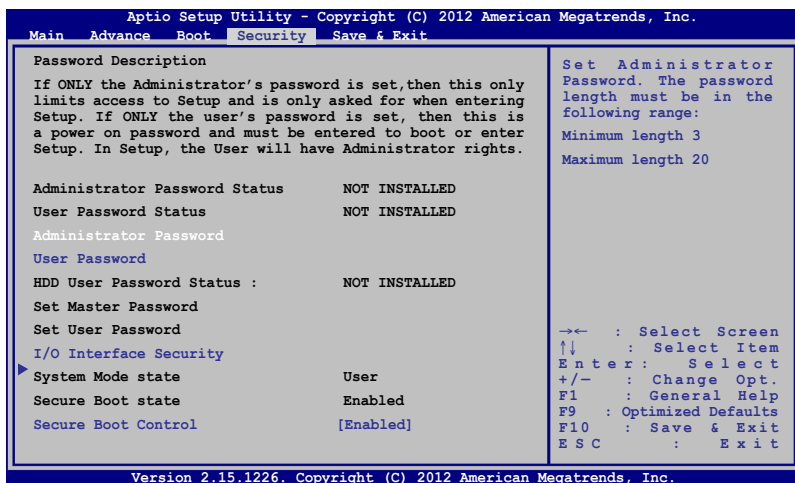 Aptio Setup Utility - Copyright (C) 2012 American Megatrends, Inc.
Main Advance Boot Security Save & Exit
Password Description
If ONLY the Administrator's password is set,then this only
limits access to Setup and is only asked for when entering
Setup. If ONLY the user's password is set, then this is
a power on password and must be entered to boot or enter
Setup. In Setup, the User will have Administrator rights.
Administrator Password Status NOT INSTALLED
User Password Status NOT INSTALLED
Administrator Password
User Password
HDD User Password Status : NOT INSTALLED
Set Master Password
Set User Password
I/O Interface Security
System Mode state User
Secure Boot state Enabled
Secure Boot Control [Enabled]
Set Administrator
Password. The password
length must be in the
following range:
Minimum length 3
Maximum length 20
→← : Select Screen
↑↓ : Select Item
Enter: Select
+/— : Change Opt.
F1 : General Help
F9 : Optimized Defaults
F10 : Save & Exit
ESC : Exit
Version 2.15.1226. Copyright (C) 2012 American Megatrends, Inc.